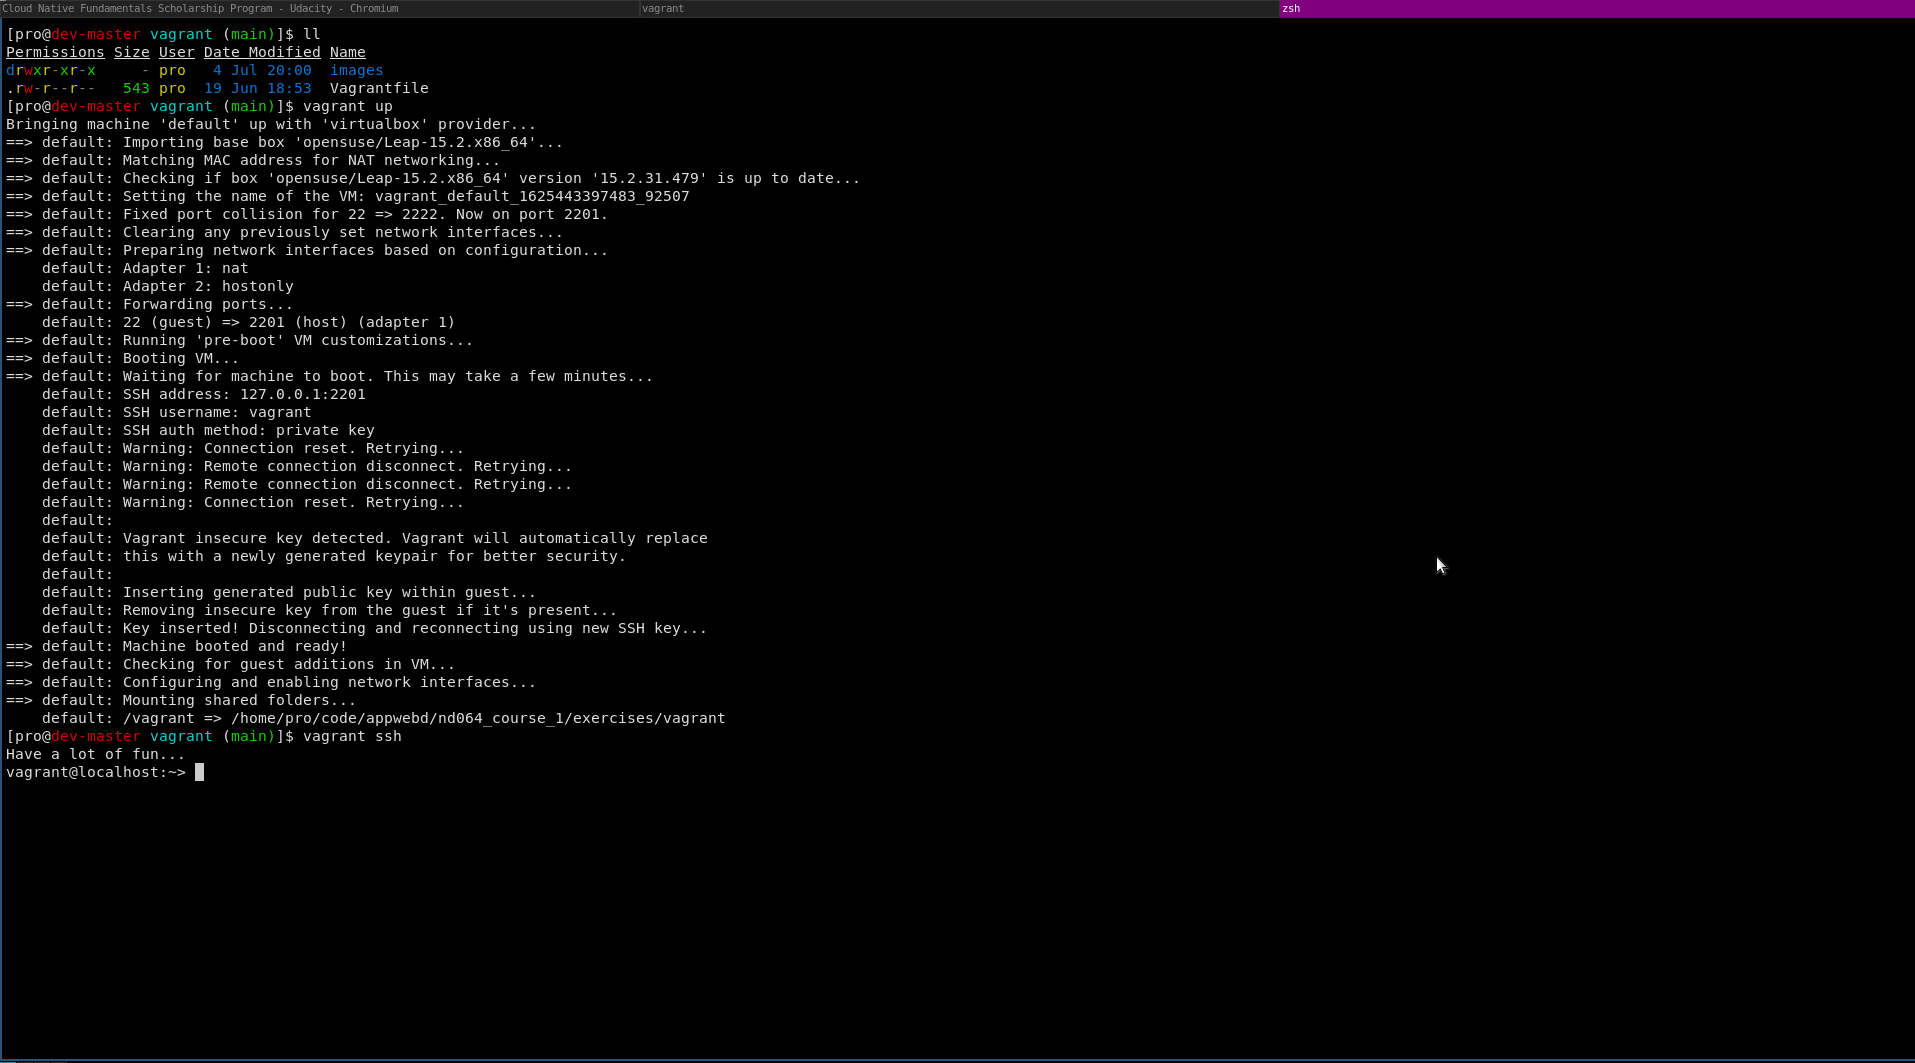 Cloud Native Fundamentals Scholarship Program - Udacity - Chromium
vagrant
zsh
[pro@dev-master vagrant (main)]$ ll
Permissions Size User Date Modified Name
drwxr-xr-x     - pro   4 Jul 20:00  images
.rw-r--r--   543 pro  19 Jun 18:53  Vagrantfile
[pro@dev-master vagrant (main)]$ vagrant up
Bringing machine 'default' up with 'virtualbox' provider...
==> default: Importing base box 'opensuse/Leap-15.2.x86_64'...
==> default: Matching MAC address for NAT networking...
==> default: Checking if box 'opensuse/Leap-15.2.x86_64' version '15.2.31.479' is up to date...
==> default: Setting the name of the VM: vagrant_default_1625443397483_92507
==> default: Fixed port collision for 22 => 2222. Now on port 2201.
==> default: Clearing any previously set network interfaces...
==> default: Preparing network interfaces based on configuration...
    default: Adapter 1: nat
    default: Adapter 2: hostonly
==> default: Forwarding ports...
    default: 22 (guest) => 2201 (host) (adapter 1)
==> default: Running 'pre-boot' VM customizations...
==> default: Booting VM...
==> default: Waiting for machine to boot. This may take a few minutes...
    default: SSH address: 127.0.0.1:2201
    default: SSH username: vagrant
    default: SSH auth method: private key
    default: Warning: Connection reset. Retrying...
    default: Warning: Remote connection disconnect. Retrying...
    default: Warning: Remote connection disconnect. Retrying...
    default: Warning: Connection reset. Retrying...
    default:
    default: Vagrant insecure key detected. Vagrant will automatically replace
    default: this with a newly generated keypair for better security.
    default:
    default: Inserting generated public key within guest...
    default: Removing insecure key from the guest if it's present...
    default: Key inserted! Disconnecting and reconnecting using new SSH key...
==> default: Machine booted and ready!
==> default: Checking for guest additions in VM...
==> default: Configuring and enabling network interfaces...
==> default: Mounting shared folders...
    default: /vagrant => /home/pro/code/appwebd/nd064_course_1/exercises/vagrant
[pro@dev-master vagrant (main)]$ vagrant ssh
Have a lot of fun...
vagrant@localhost:~>